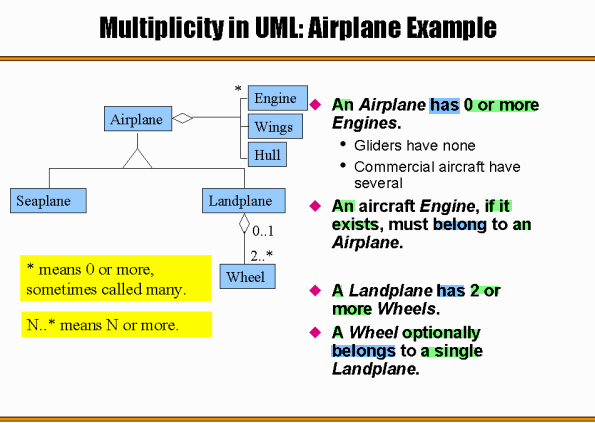 Multiplicity in UML: Airplane Example
*
Engine
Airplane
Wings
Hull
Seaplane
Landplane
0..1
2..*
Wheel
* means 0 or more,
sometimes called many.
N..* means N or more.
An Airplane has 0 or more
Engines.
Gliders have none
Commercial aircraft have
several
An aircraft Engine, if it
exists, must belong to an
Airplane.
A Landplane has 2 or
more Wheels.
A Wheel optionally
belongs to a single
Landplane.